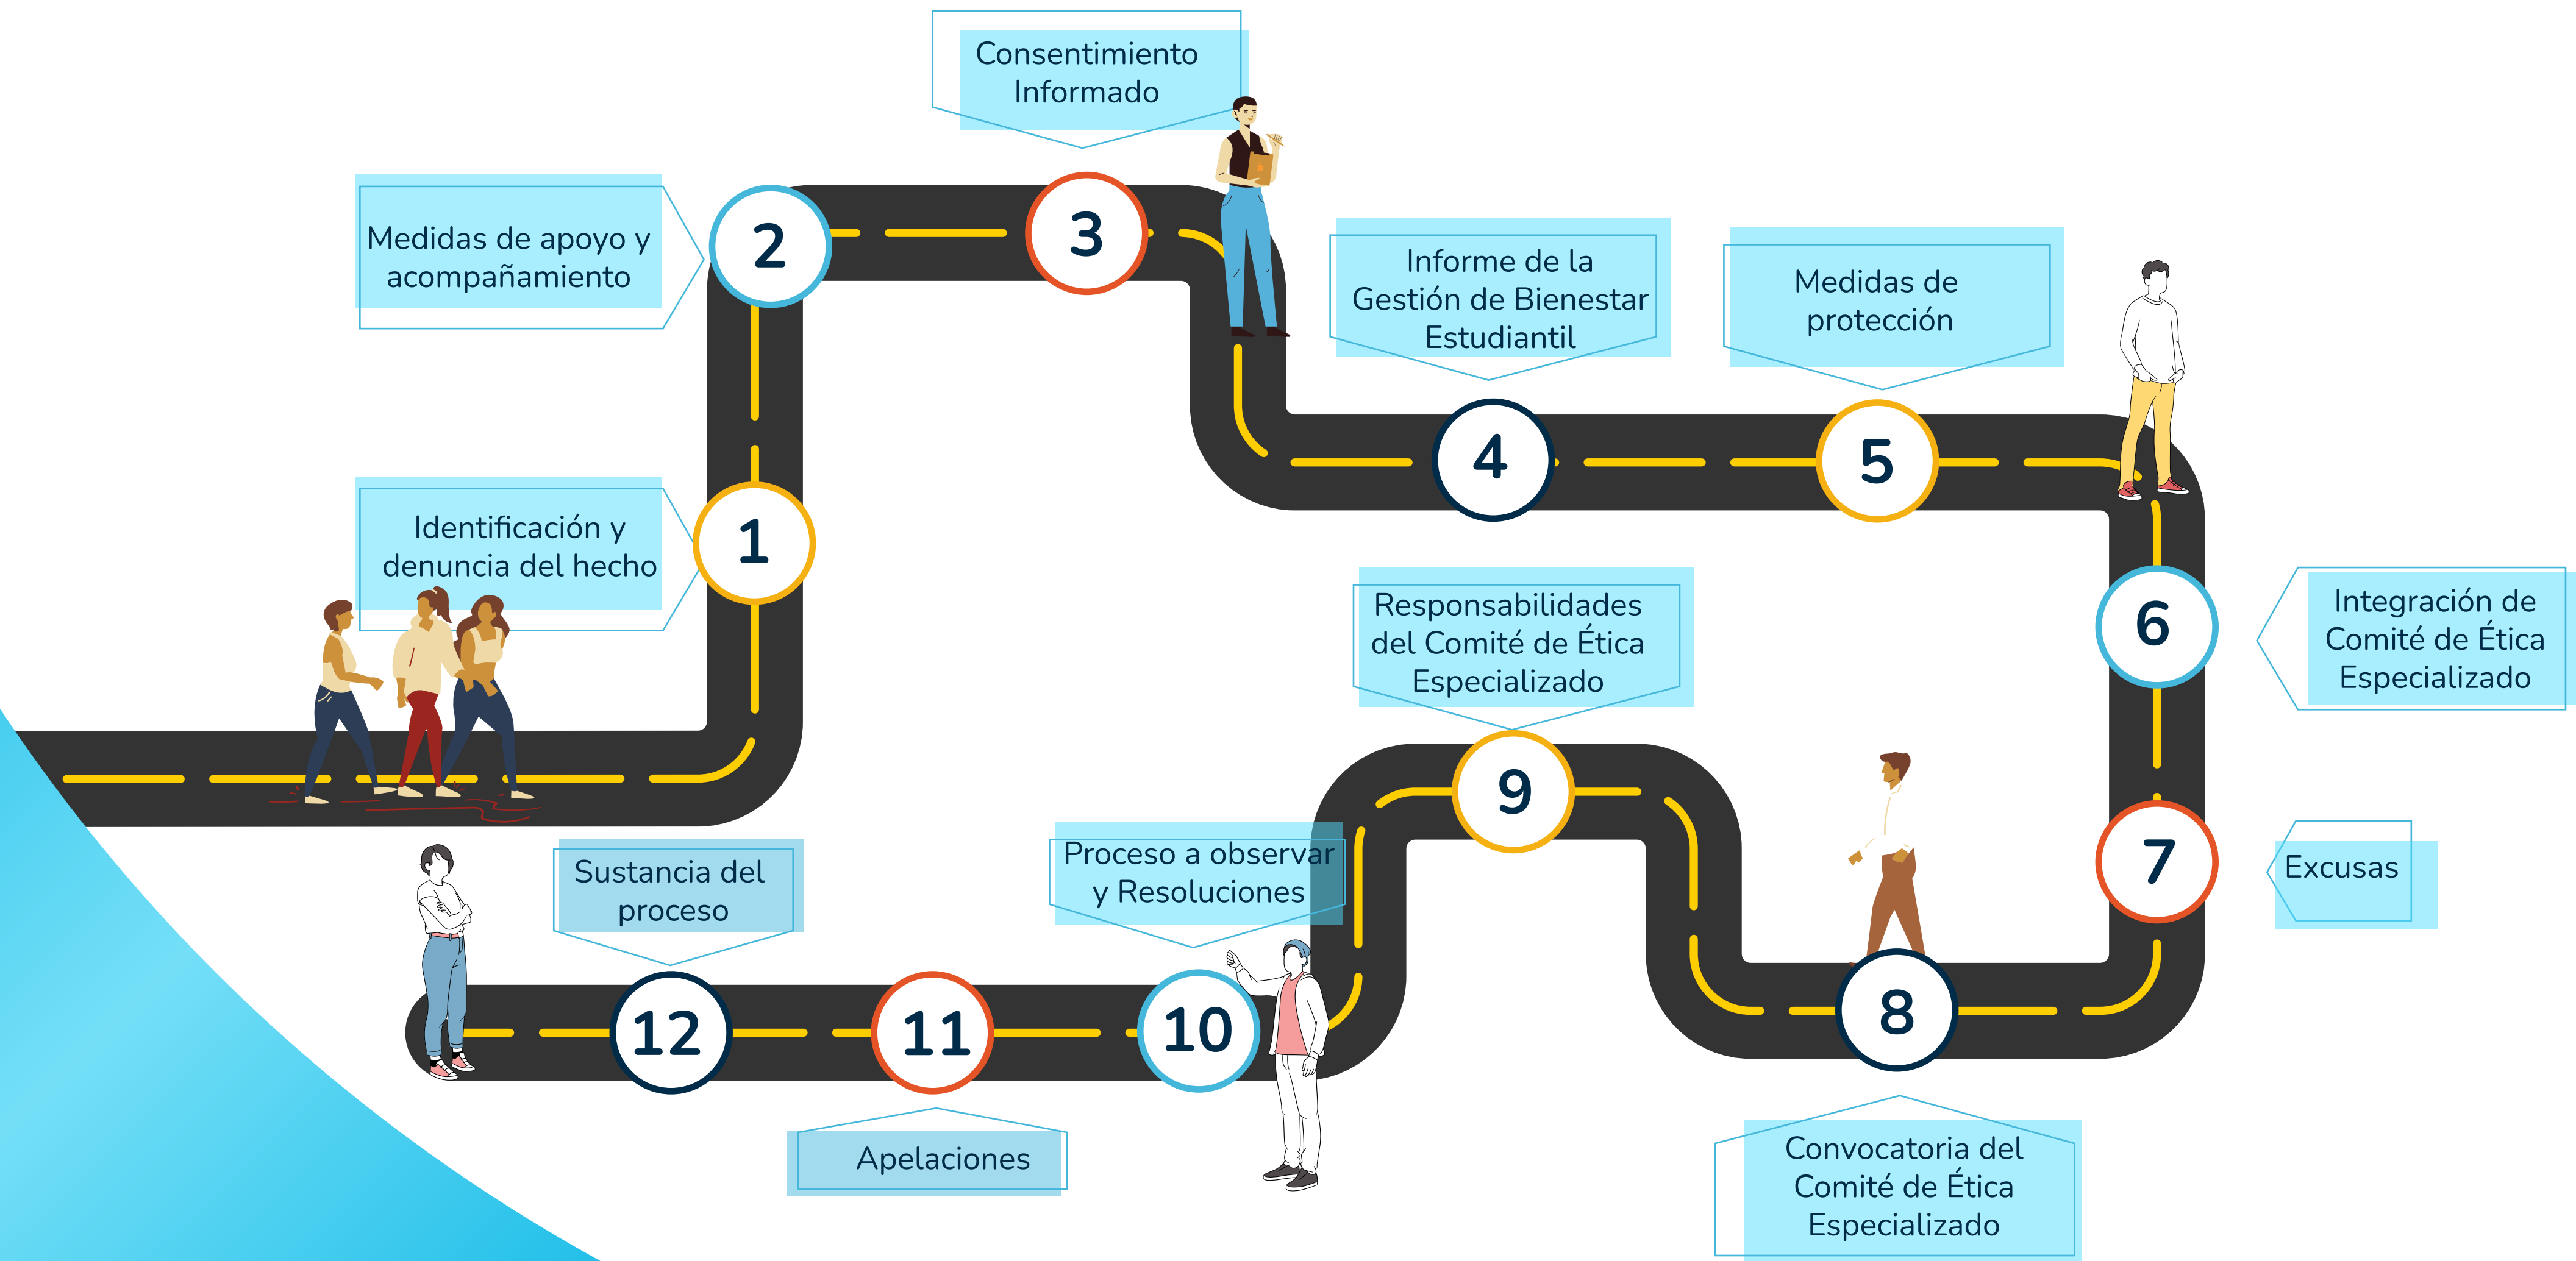 1
Identificación y
denuncia del hecho
2
Medidas de apoyo y
acompañamiento
3
Consentimiento
Informado
4
Informe de la
Gestión de Bienestar
Estudiantil
5
Medidas de
protección
6
Integración de
Comité de Ética
Especializado
7
Excusas
8
Convocatoria del
Comité de Ética
Especializado
9
Responsabilidades
del Comité de Ética
Especializado
10
Proceso a observar
y Resoluciones
11
Apelaciones
12
Sustancia del
proceso